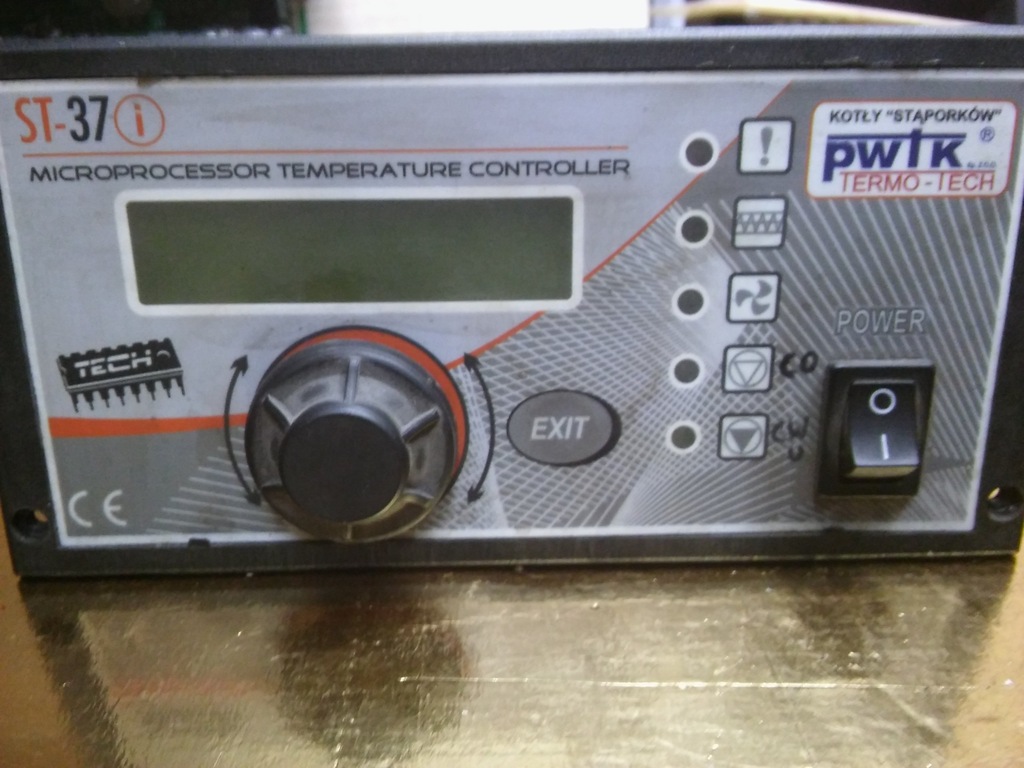 ST-37 i
MICROPROCESSOR TEMPERATURE CONTROLLER
KOTŁY "STĄPORKÓW"
pwtk ®
TERMO-TECH
POWER
TECH
CO
EXIT
CW
U
CE